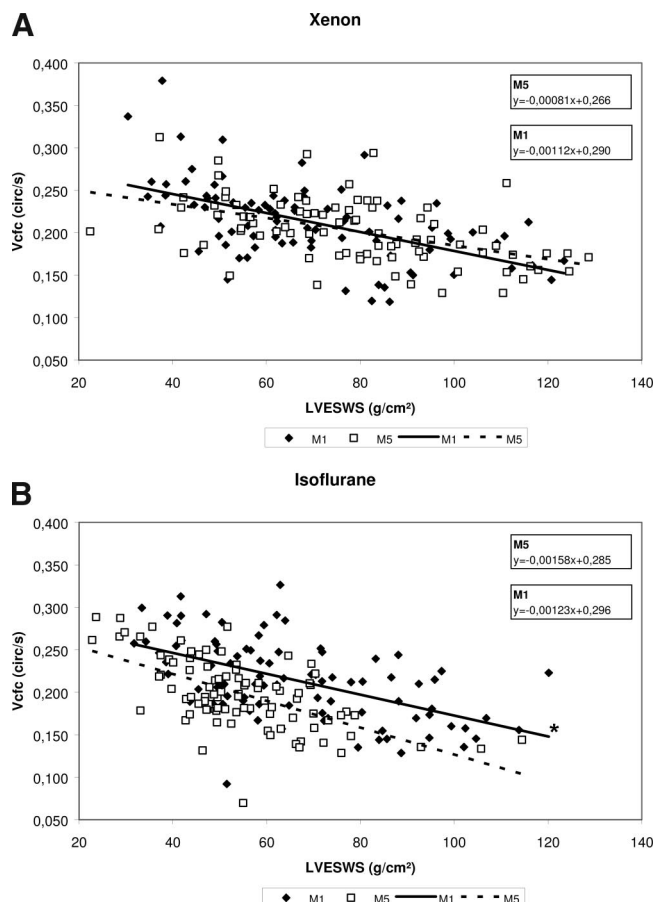 A
Xenon
Vcfc (circ/s)
0,400
0,350
0,300
0,250
0,200
0,150
0,100
0,050
M5
y=-0,00081x+0,266
M1
y=-0,00112x+0,290
20 40 60 80 100 120 140
LVESWS (g/cm²)
M1 M5 M1 M5
B
Isoflurane
Vcfc (circ/s)
0,400
0,350
0,300
0,250
0,200
0,150
0,100
0,050
M5
y=-0,00158x+0,285
M1
y=-0,00123x+0,296
*
20 40 60 80 100 120 140
LVESWS (g/cm²)
M1 M5 M1 M5